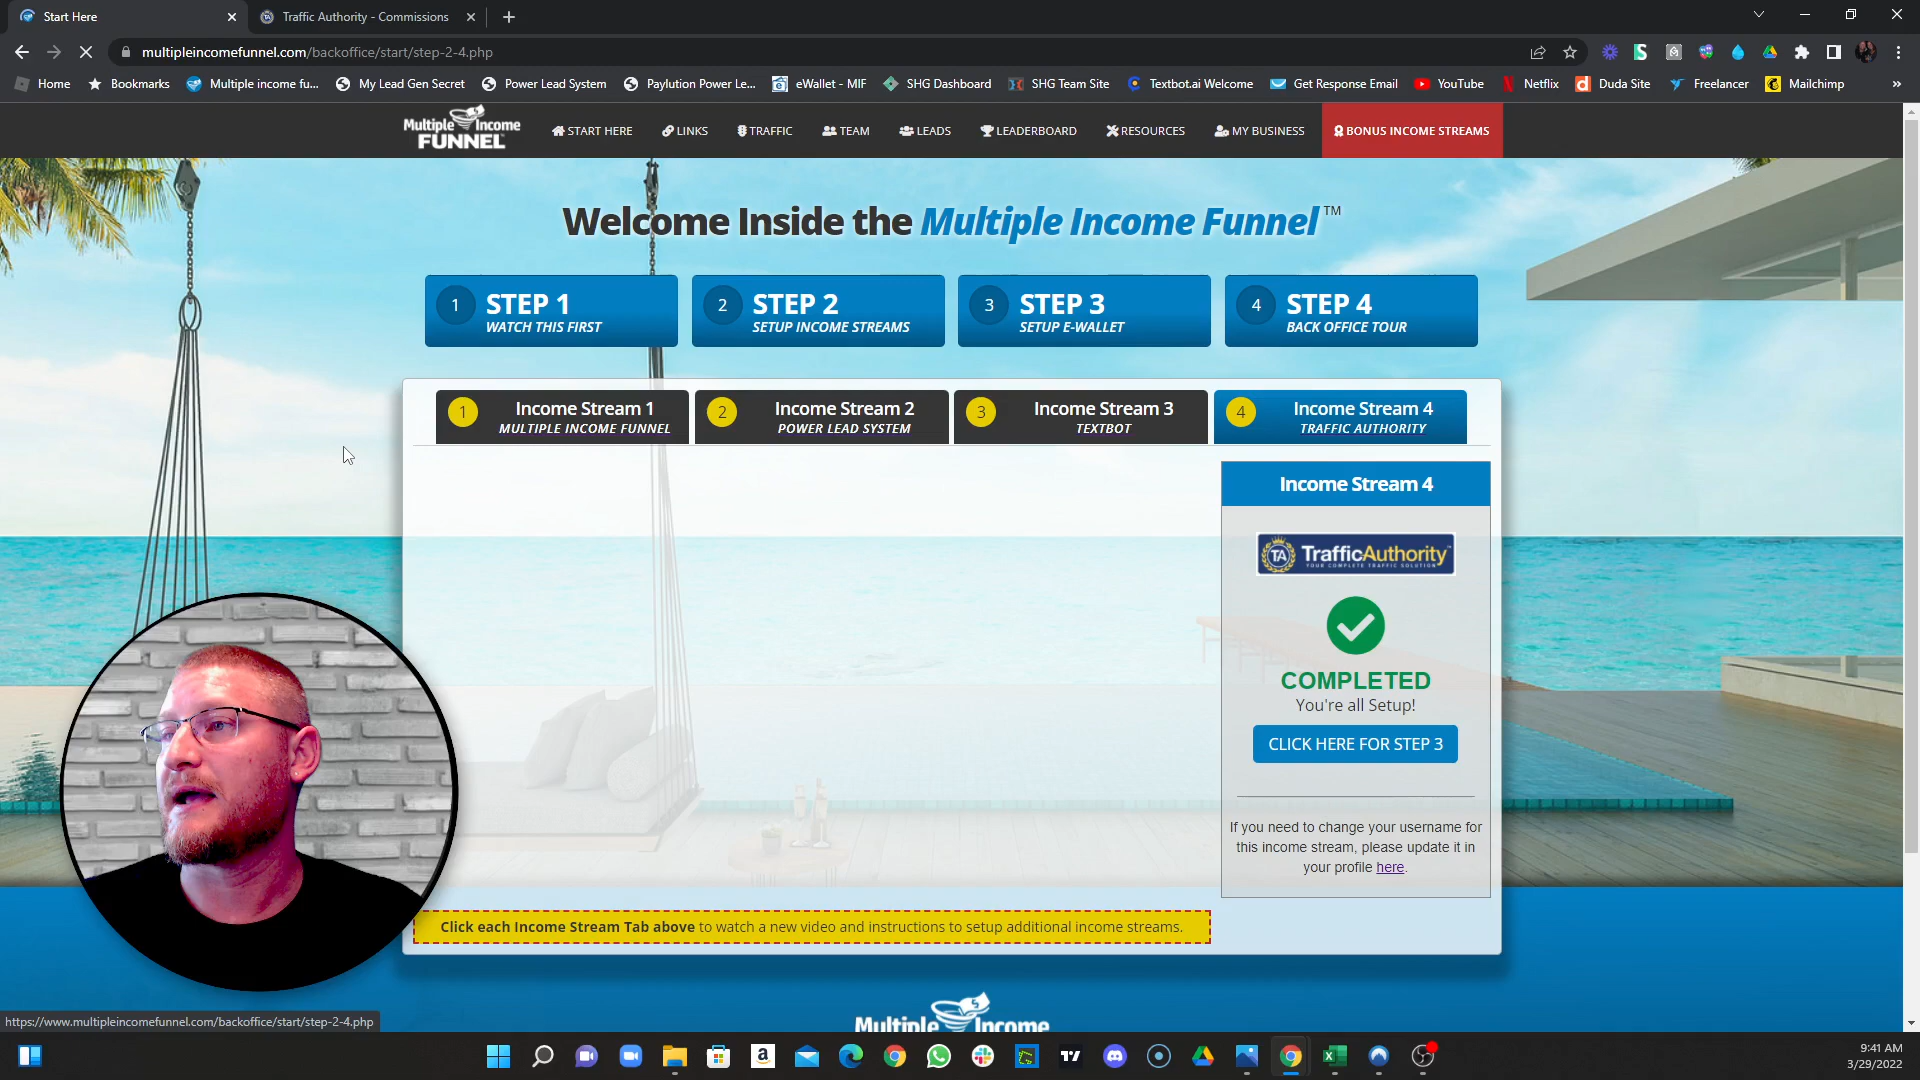 Start Here
Traffic Authority - Commissions
multipleincomefunnel.com/backoffice/start/step-2-4.php
Home
Bookmarks
Multiple income fu...
My Lead Gen Secret
Power Lead System
Paylution Power Le...
eWallet - MIF
SHG Dashboard
SHG Team Site
Textbot.ai Welcome
Get Response Email
YouTube
Netflix
Duda Site
Freelancer
Mailchimp
»
Multiple Income
FUNNEL
START HERE
LINKS
TRAFFIC
TEAM
LEADS
LEADERBOARD
RESOURCES
MY BUSINESS
BONUS INCOME STREAMS
Welcome Inside the Multiple Income Funnel™
1 STEP 1
WATCH THIS FIRST
2 STEP 2
SETUP INCOME STREAMS
3 STEP 3
SETUP E-WALLET
4 STEP 4
BACK OFFICE TOUR
1 Income Stream 1
MULTIPLE INCOME FUNNEL
2 Income Stream 2
POWER LEAD SYSTEM
3 Income Stream 3
TEXTBOT
4 Income Stream 4
TRAFFIC AUTHORITY
Income Stream 4
TA TrafficAuthority
YOUR COMPLETE TRAFFIC SOLUTION
COMPLETED
You're all Setup!
CLICK HERE FOR STEP 3
If you need to change your username for
this income stream, please update it in
your profile here.
Click each Income Stream Tab above to watch a new video and instructions to setup additional income streams.
Multiple Income
https://www.multipleincomefunnel.com/backoffice/start/step-2-4.php
9:41 AM
3/29/2022